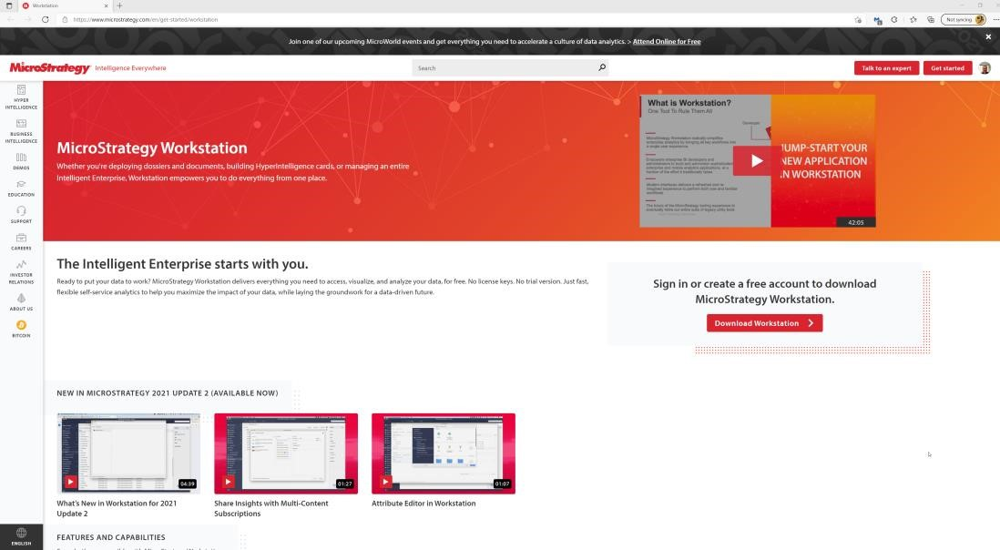 Workstation
https://www.microstrategy.com/en/get-started/workstation
Not syncing
Join one of our upcoming MicroWorld events and get everything you need to accelerate a culture of data analytics. > Attend Online for Free
MicroStrategy Intelligence Everywhere
Search
Talk to an expert
Get started
HYPER
INTELLIGENCE
BUSINESS
INTELLIGENCE
DEMOS
EDUCATION
SUPPORT
CAREERS
INVESTOR
RELATIONS
ABOUT US
BITCOIN
ENGLISH
MicroStrategy Workstation
Whether you're deploying dossiers and documents, building HyperIntelligence cards, or managing an entire
Intelligent Enterprise, Workstation empowers you to do everything from one place.
What is Workstation?
One Tool To Rule Them All
Developer
JUMP-START YOUR
NEW APPLICATION
IN WORKSTATION
42:05
The Intelligent Enterprise starts with you.
Ready to put your data to work? MicroStrategy Workstation delivers everything you need to access, visualize, and analyze your data, for free. No license keys. No trial version. Just fast,
flexible self-service analytics to help you maximize the impact of your data, while laying the groundwork for a data-driven future.
Sign in or create a free account to download
MicroStrategy Workstation.
Download Workstation
NEW IN MICROSTRATEGY 2021 UPDATE 2 (AVAILABLE NOW)
04:39
01:27
01:07
What's New in Workstation for 2021
Update 2
Share Insights with Multi-Content
Subscriptions
Attribute Editor in Workstation
FEATURES AND CAPABILITIES